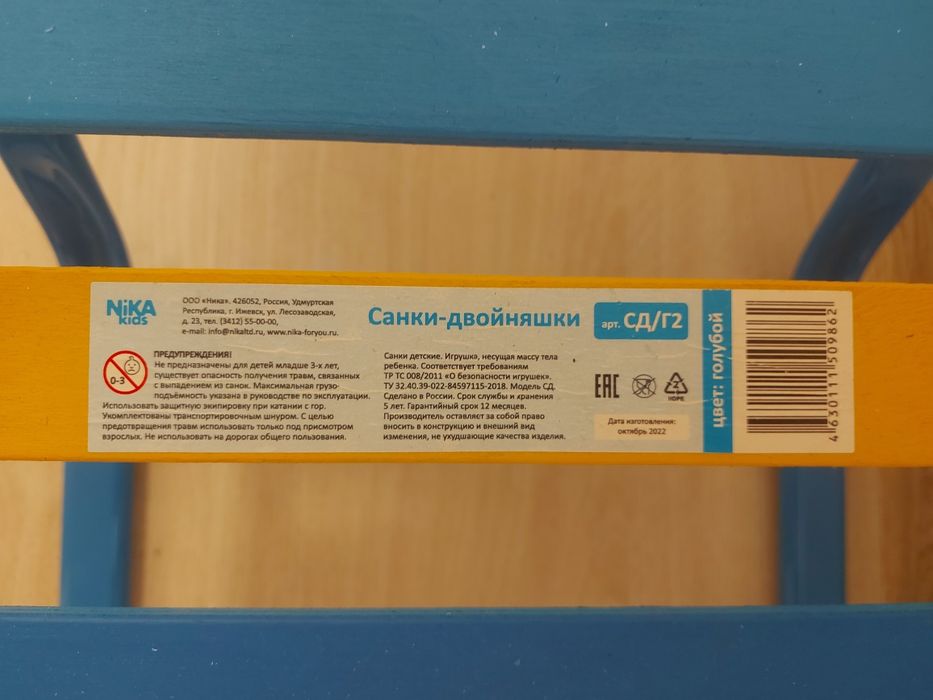 NiKA
kids
ООО «Ника». 426052, Россия, Удмуртская
Республика, г. Ижевск, ул. Лесозаводская,
д. 23, тел. (3412) 55-00-00,
e-mail: info@nikaltd.ru, www.nika-foryou.ru.
0-3
ПРЕДУПРЕЖДЕНИЯ!
Не предназначены для детей младше 3-х лет,
существует опасность получения травм, связанных
с выпадением из санок. Максимальная грузо-
подъёмность указана в руководстве по эксплуатации.
Использовать защитную экипировку при катании с гор.
Укомплектованы транспортировочным шнуром. С целью
предотвращения травм использовать только под присмотром
взрослых. Не использовать на дорогах общего пользования.
Санки-двойняшки
арт. СД/Г2
Санки детские. Игрушка, несущая массу тела
ребенка. Соответствует требованиям
ТР ТС 008/2011 «О безопасности игрушек».
ТУ 32.40.39-022-84597115-2018. Модель СД.
Сделано в России. Срок службы и хранения
5 лет. Гарантийный срок 12 месяцев.
Производитель оставляет за собой право
вносить в конструкцию и внешний вид
изменения, не ухудшающие качества изделия.
EAC
2
HDPE
Дата изготовления:
октябрь 2022
цвет: голубой
4 630111 509862